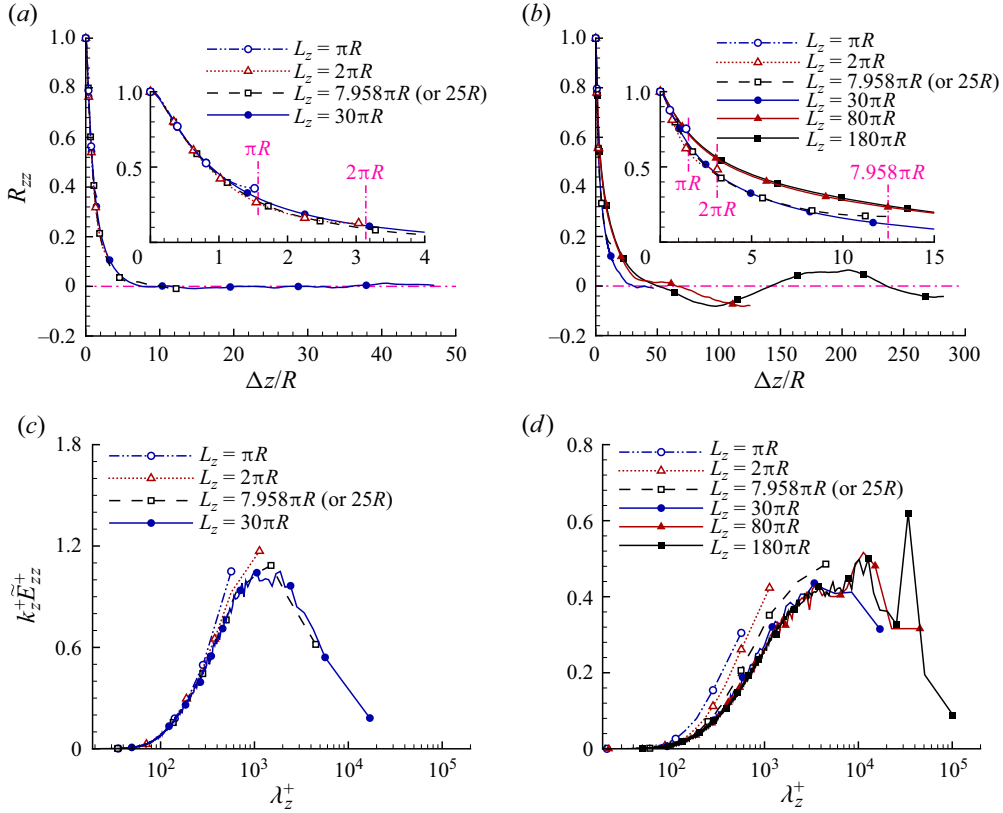 (a)
L_z = πR
L_z = 2πR
L_z = 7.958πR (or 25R)
L_z = 30πR
R_zz
1.0
0.8
0.6
0.4
0.2
0
–0.2
1.0
0.5
0
1
2
3
4
πR
2πR
0
10
20
30
40
50
Δz/R
(b)
L_z = πR
L_z = 2πR
L_z = 7.958πR (or 25R)
L_z = 30πR
L_z = 80πR
L_z = 180πR
1.0
0.8
0.6
0.4
0.2
0
–0.2
1.0
0.5
0
5
10
15
πR
2πR
7.958πR
0
50
100
150
200
250
300
Δz/R
(c)
L_z = πR
L_z = 2πR
L_z = 7.958πR (or 25R)
L_z = 30πR
k_z^+ Ẽ_zz^+
1.8
1.2
0.6
0
10^2
10^3
10^4
10^5
λ_z^+
(d)
L_z = πR
L_z = 2πR
L_z = 7.958πR (or 25R)
L_z = 30πR
L_z = 80πR
L_z = 180πR
0.8
0.6
0.4
0.2
0
10^2
10^3
10^4
10^5
λ_z^+